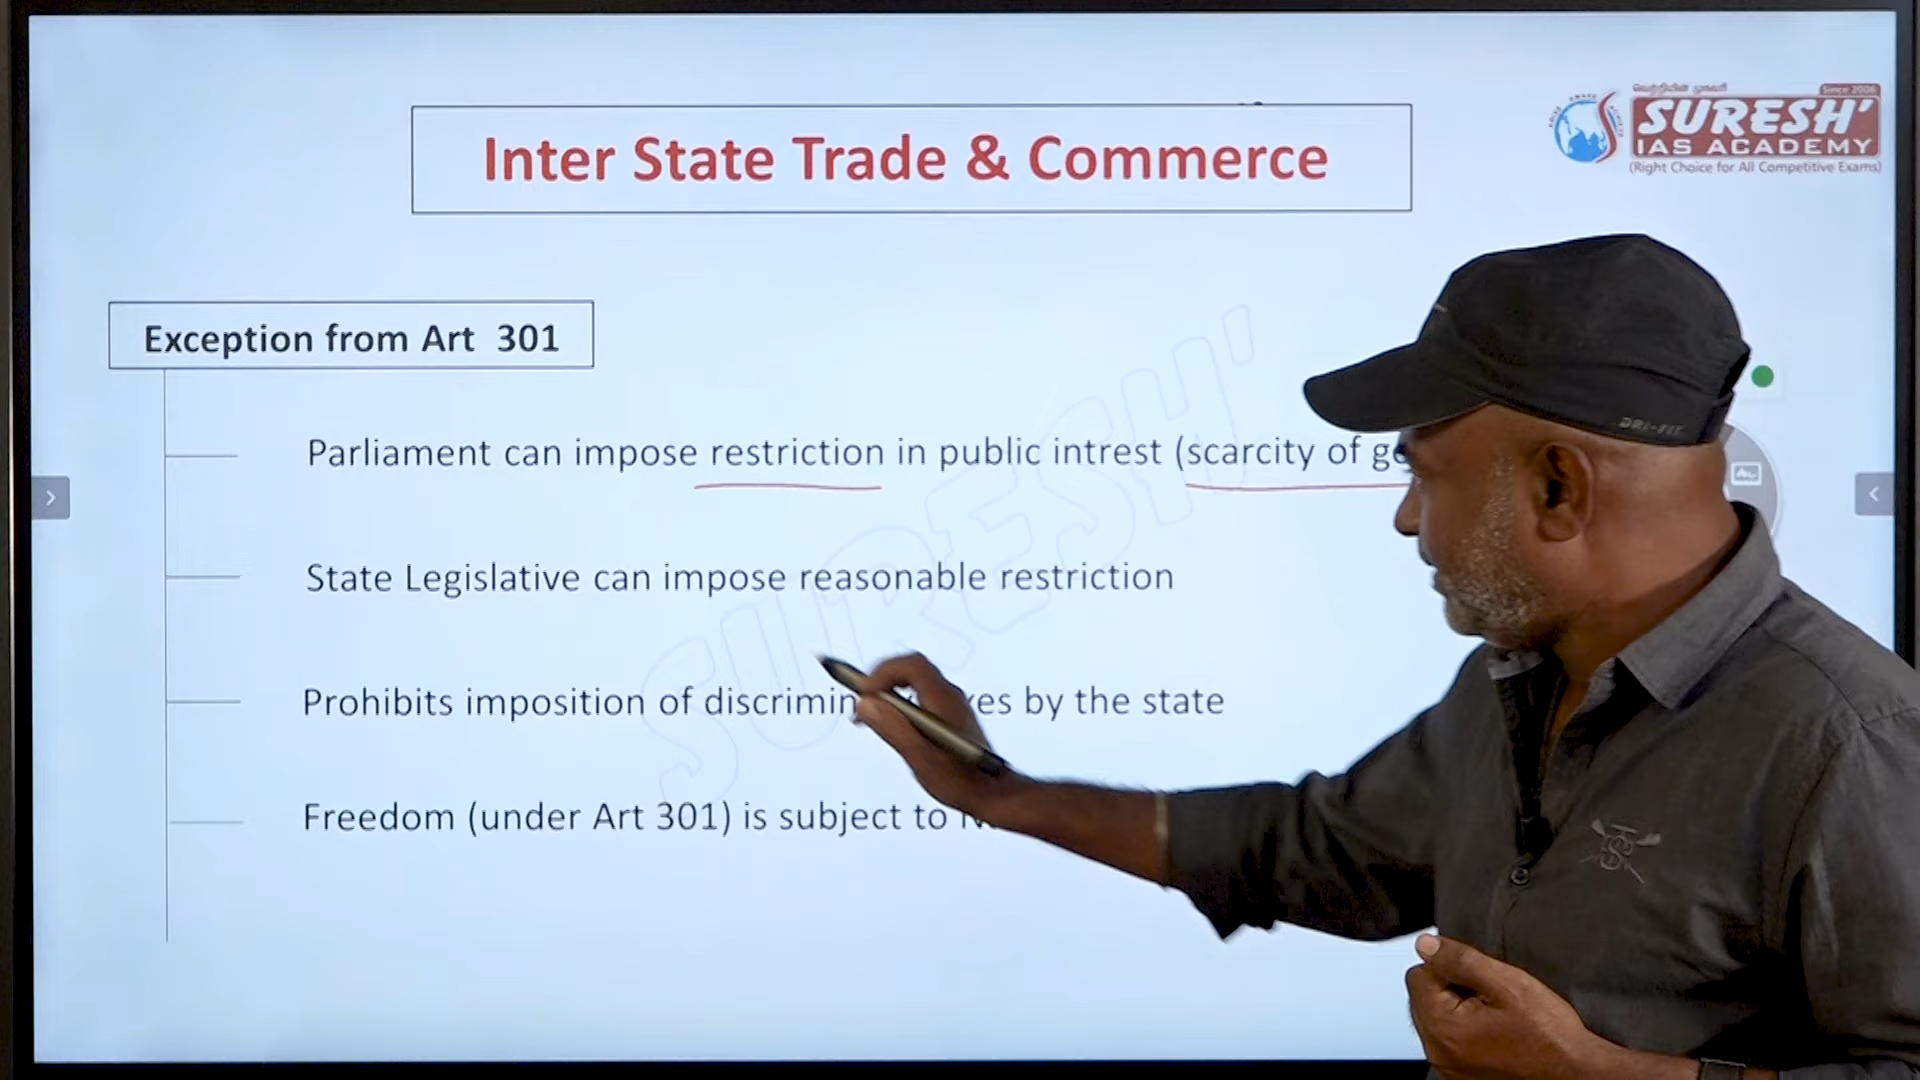 வெற்றியின் முகவரி
Since 2006
SURESH'
IAS ACADEMY
(Right Choice for All Competitive Exams)
Inter State Trade & Commerce
Exception from Art 301
Parliament can impose restriction in public intrest (scarcity of
State Legislative can impose reasonable restriction
Prohibits imposition of by the state
Freedom (under Art 301) is subject to
SURESH'
DRI-FIT